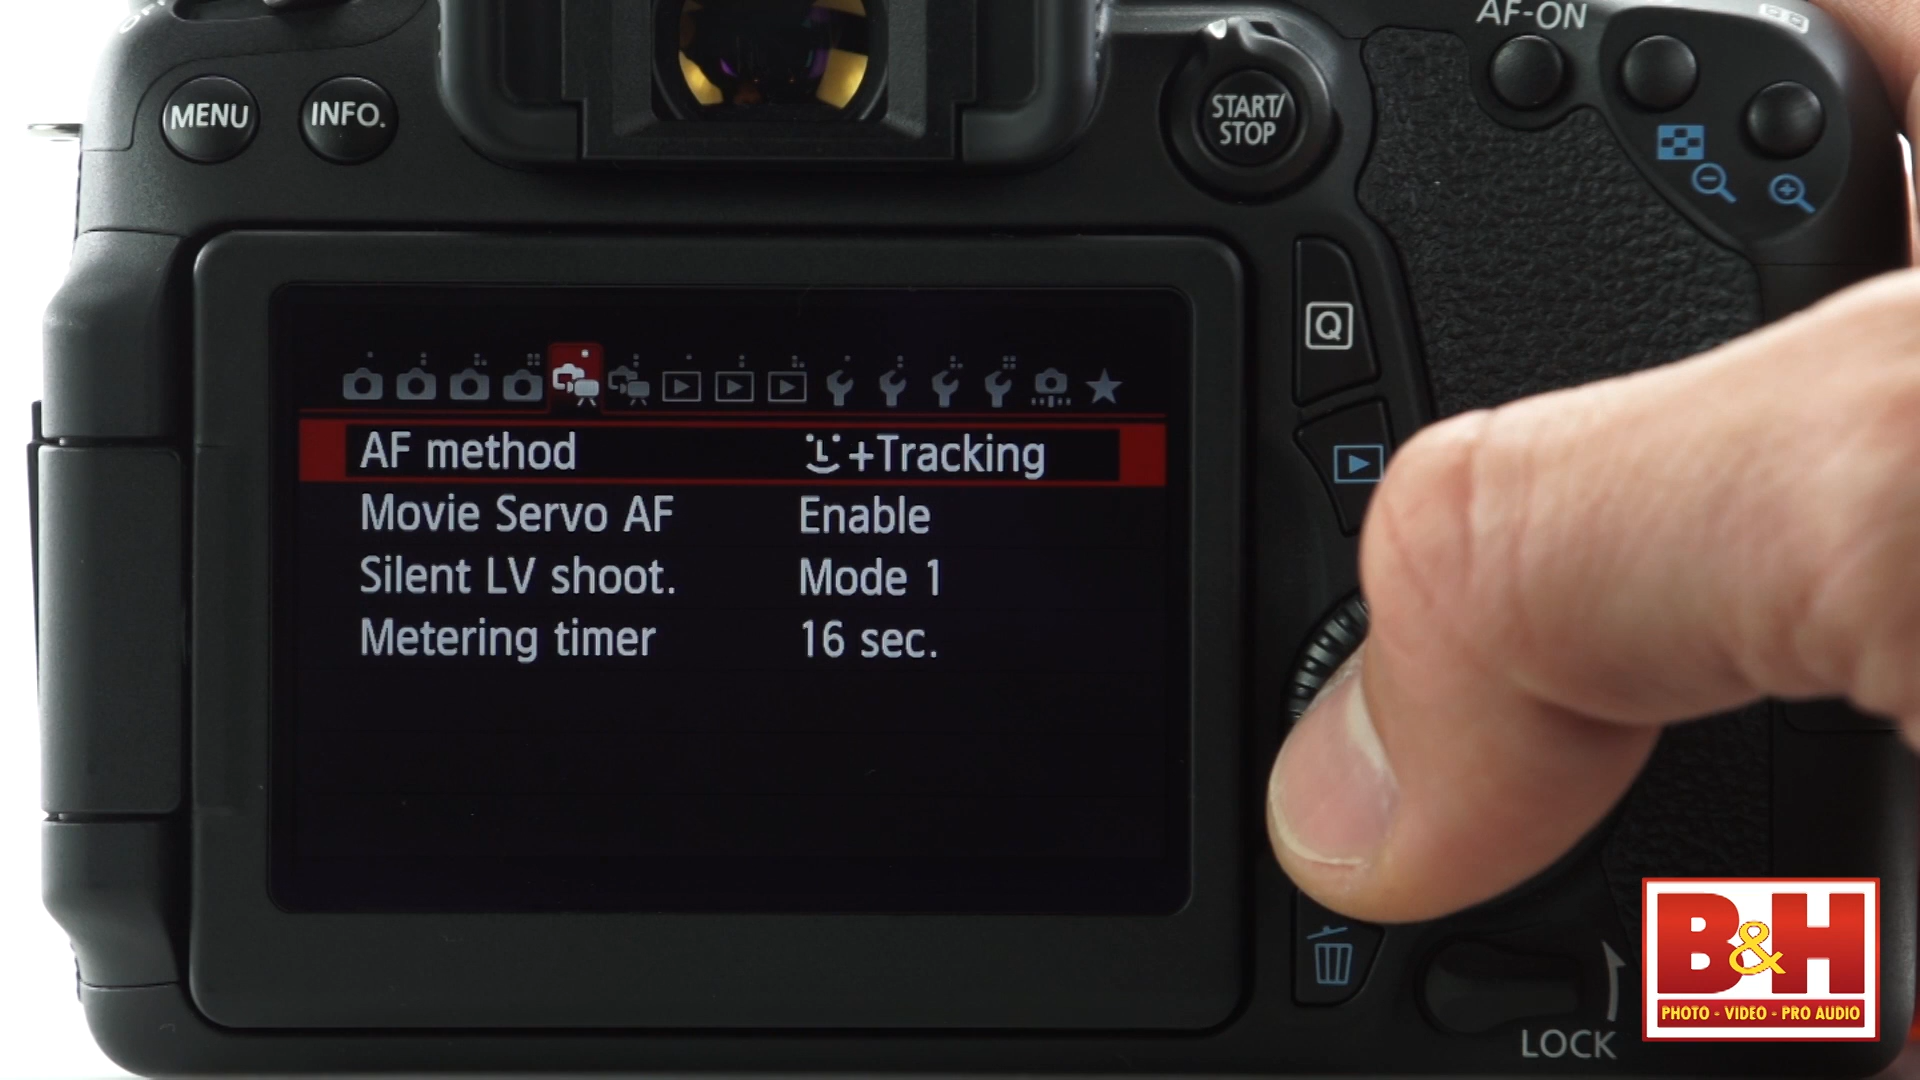 AF-ON
MENU
INFO.
START/
STOP
Q
AF method +Tracking
Movie Servo AF Enable
Silent LV shoot. Mode 1
Metering timer 16 sec.
LOCK
B&H
PHOTO - VIDEO - PRO AUDIO